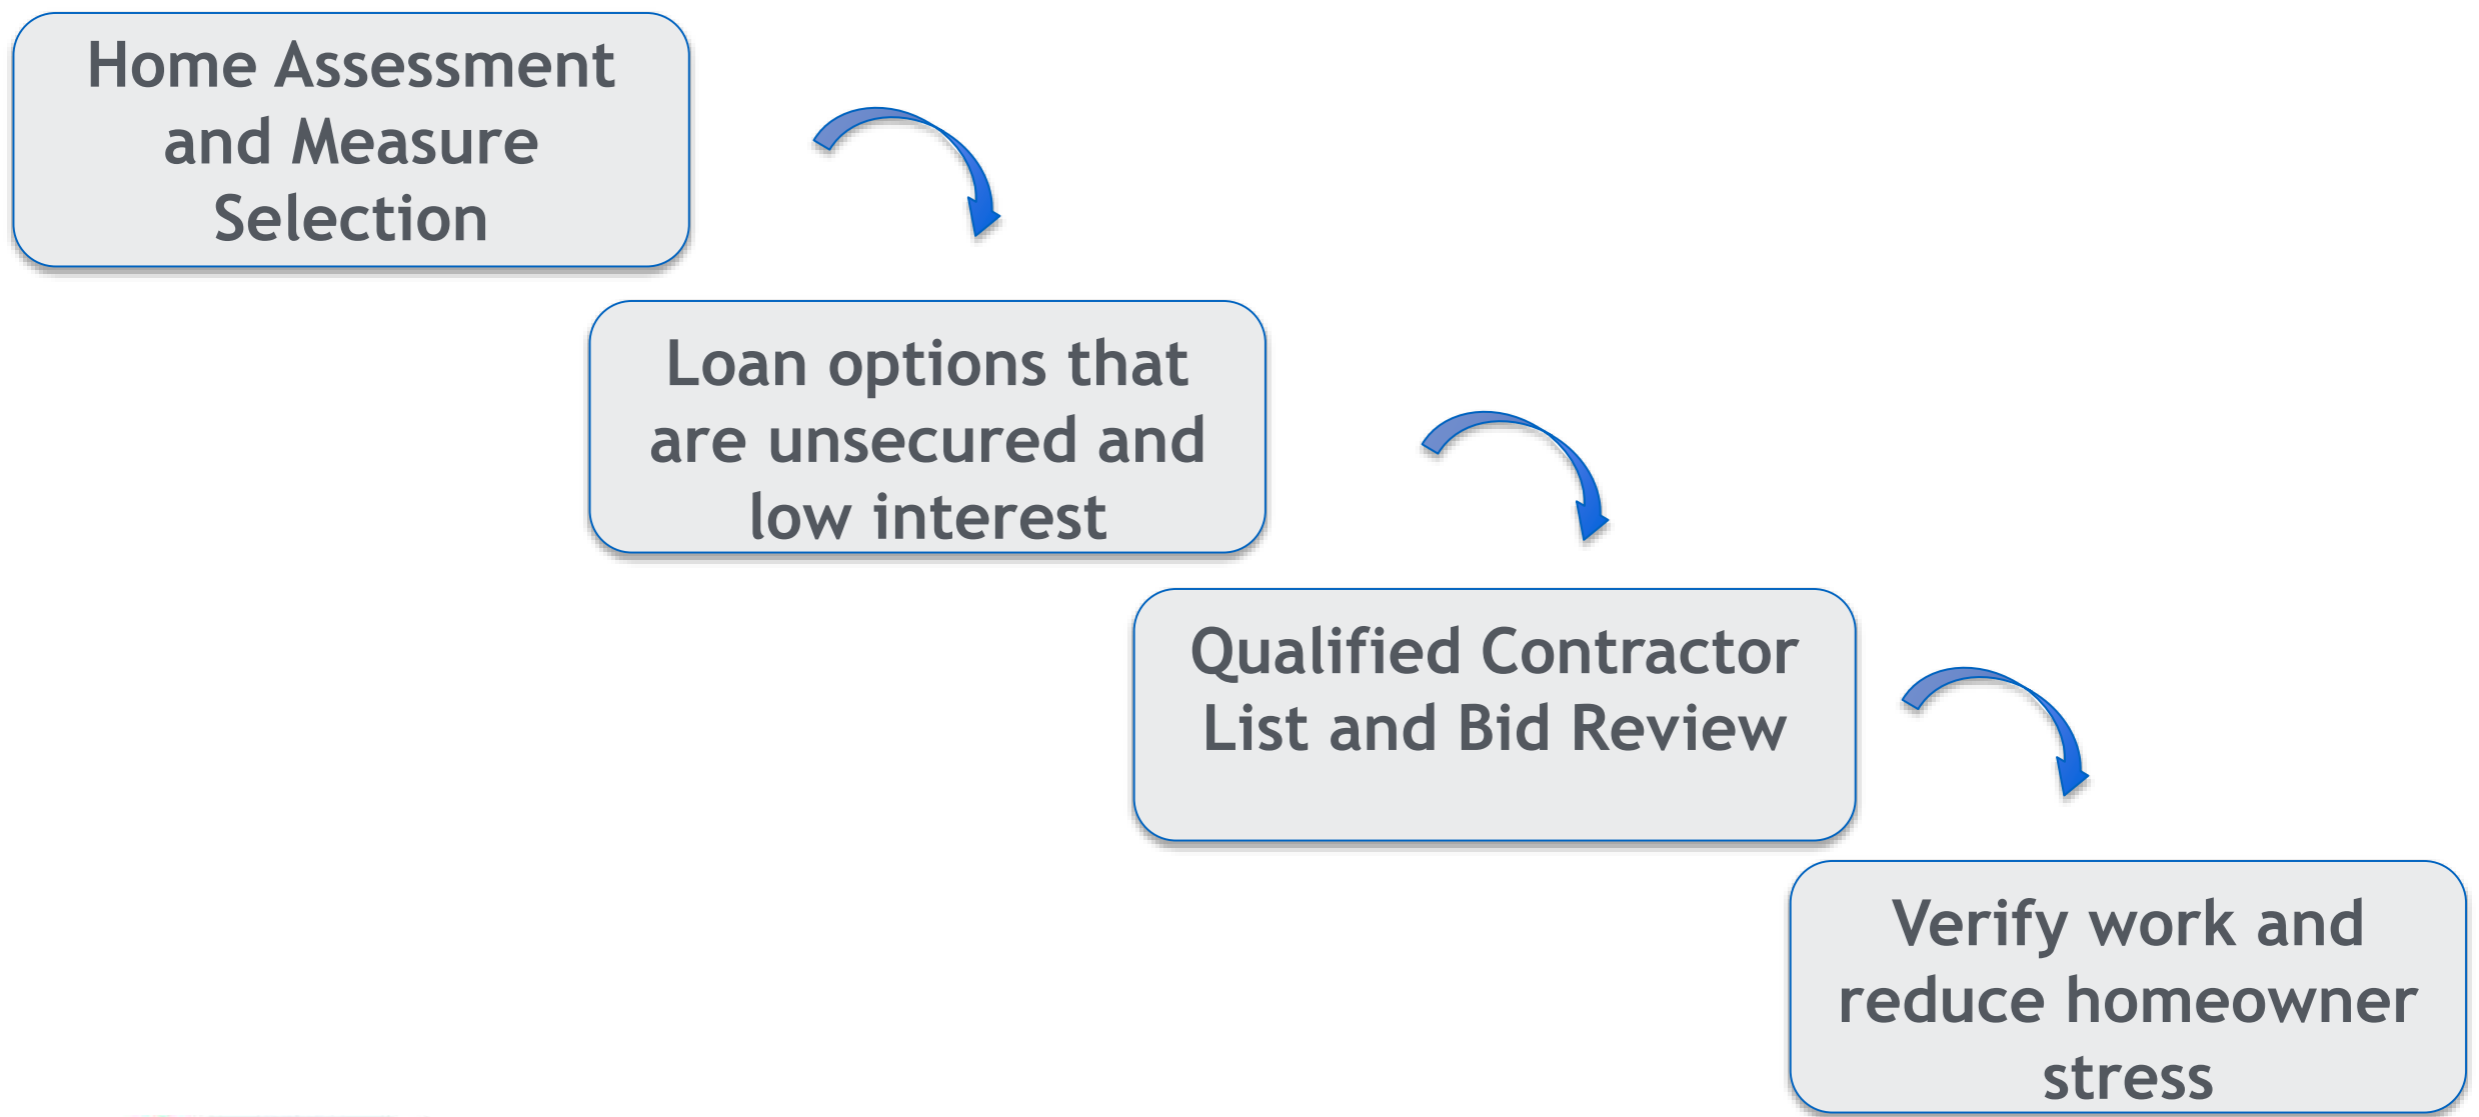 Home Assessment
and Measure
Selection
Loan options that
are unsecured and
low interest
Qualified Contractor
List and Bid Review
Verify work and
reduce homeowner
stress